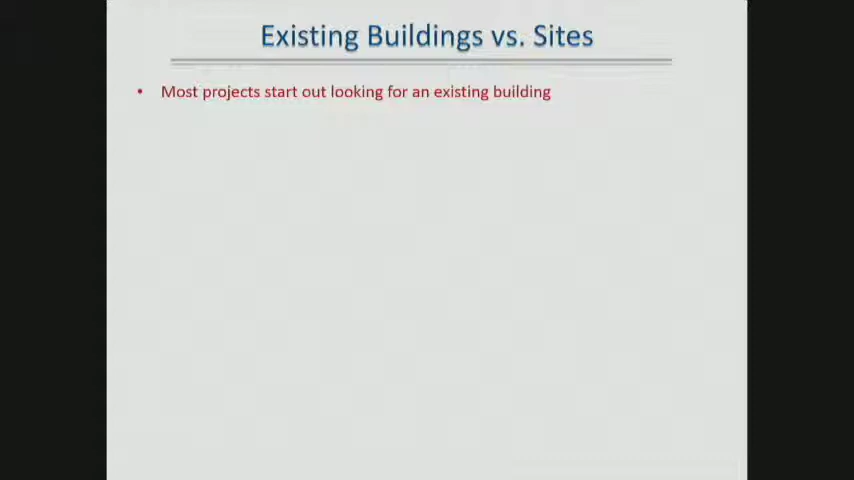 Existing Buildings vs. Sites
• Most projects start out looking for an existing building